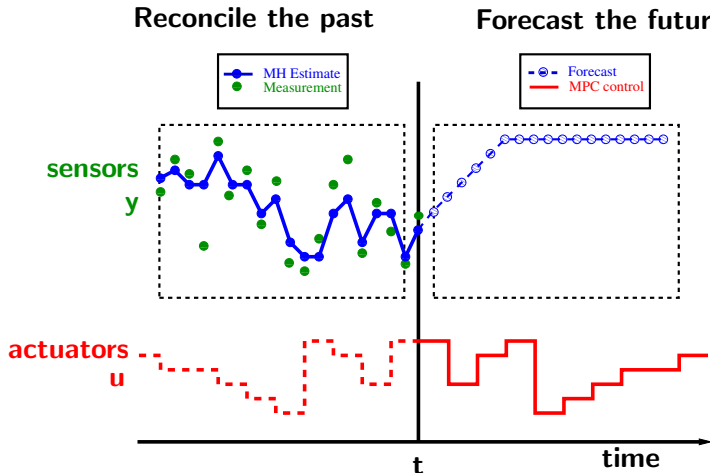 Reconcile the past
Forecast the futur
MH Estimate
Measurement
Forecast
MPC control
sensors
y
actuators
u
t
time